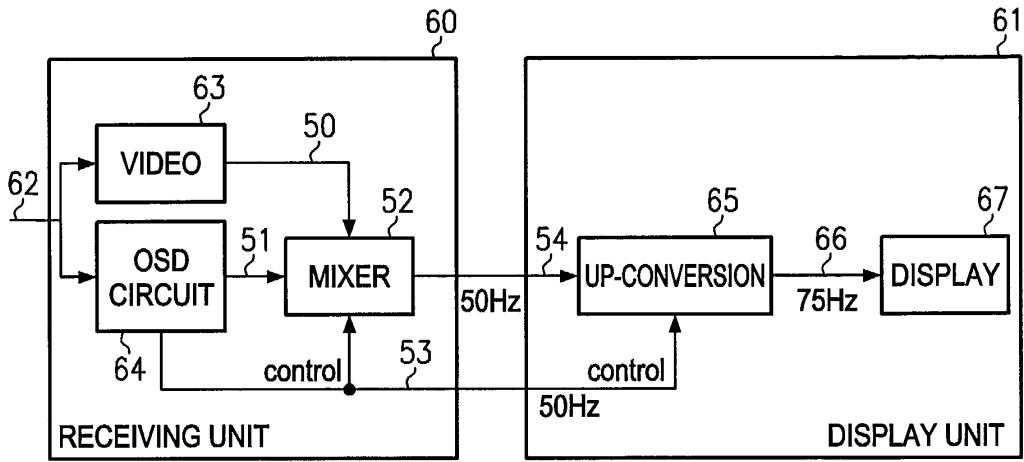 60
61
63
VIDEO
50
62
52
65
67
OSD
CIRCUIT
51
MIXER
54
UP-CONVERSION
66
DISPLAY
50Hz
75Hz
64
control
53
control
50Hz
RECEIVING UNIT
DISPLAY UNIT